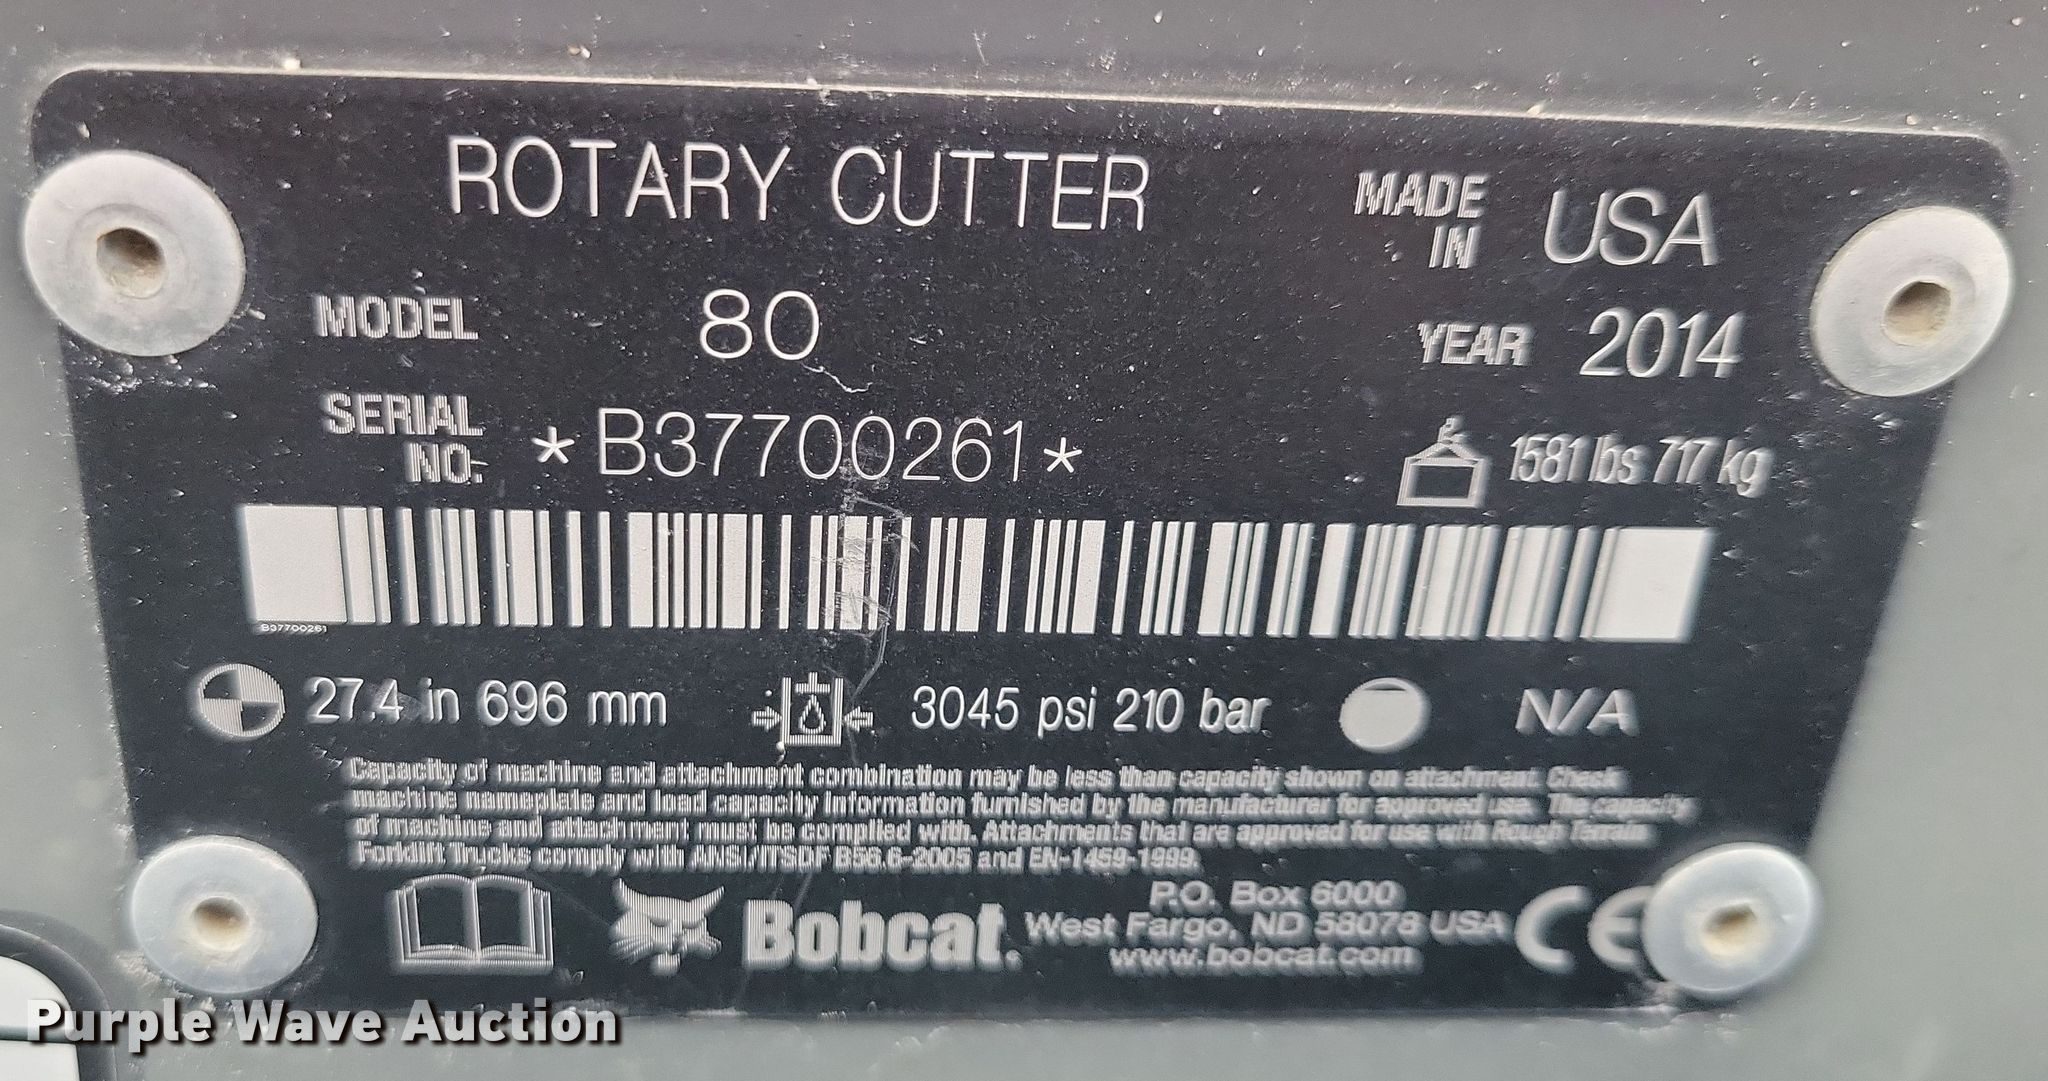 ROTARY CUTTER
MADE IN USA
MODEL 80
YEAR 2014
SERIAL NO. *B37700261*
1581 lbs 717 kg
B37700261
27.4 in 696 mm
3045 psi 210 bar
N/A
Capacity of machine and attachment combination may be less than capacity shown on attachment. Check
machine nameplate and load capacity information furnished by the manufacturer for approved use. The capacity
of machine and attachment must be complied with. Attachments that are approved for use with Rough Terrain
Forklift Trucks comply with ANSI/ITSDF B56.6-2005 and EN-1459-1999.
Bobcat.
P.O. Box 6000
West Fargo, ND 58078 USA
www.bobcat.com
CE
Purple Wave Auction